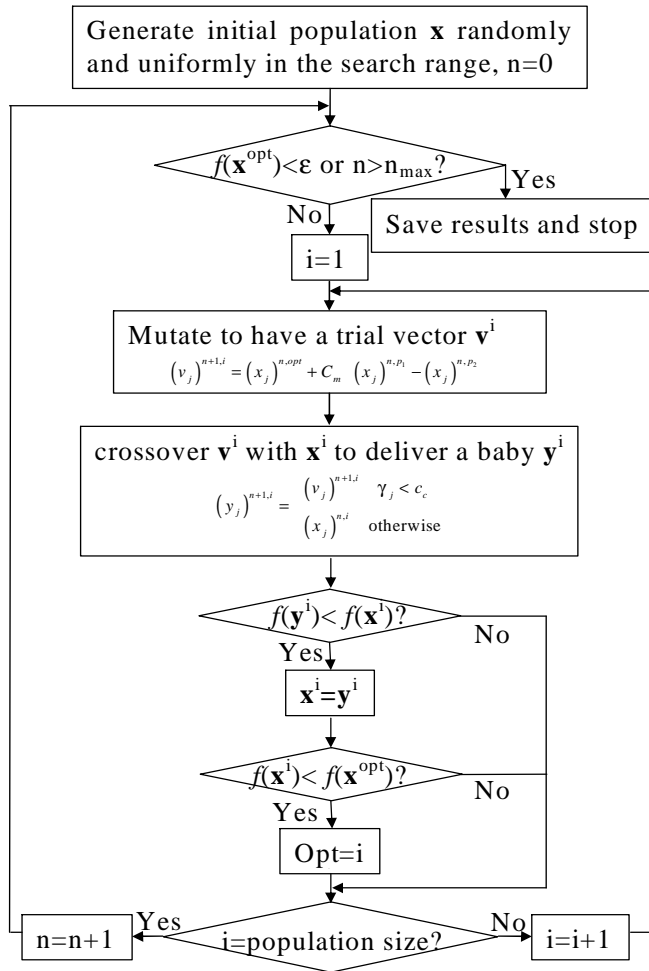 Generate initial population x randomly
and uniformly in the search range, n=0
f(x^opt)<ε or n>n_max?
Yes
No
Save results and stop
i=1
Mutate to have a trial vector v^i
(v_j)^{n+1,i} = (x_j)^{n,opt} + C_m (x_j)^{n,p_1} − (x_j)^{n,p_2}
crossover v^i with x^i to deliver a baby y^i
(y_j)^{n+1,i} = (v_j)^{n+1,i} γ_j < c_c
(x_j)^{n,i} otherwise
f(y^i)< f(x^i)?
No
Yes
x^i=y^i
f(x^i)< f(x^opt)?
No
Yes
Opt=i
n=n+1
Yes
i=population size?
No
i=i+1